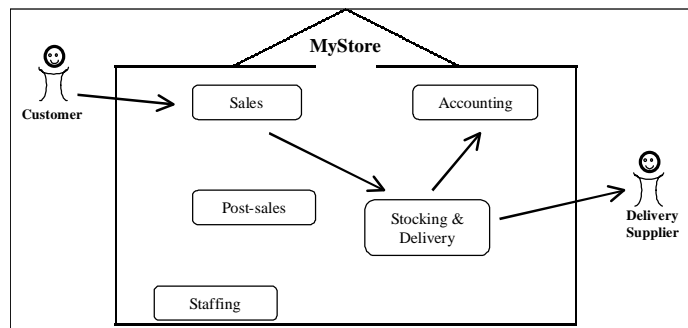 MyStore
Sales
Accounting
Customer
Post-sales
Stocking &
Delivery
Delivery
Supplier
Staffing